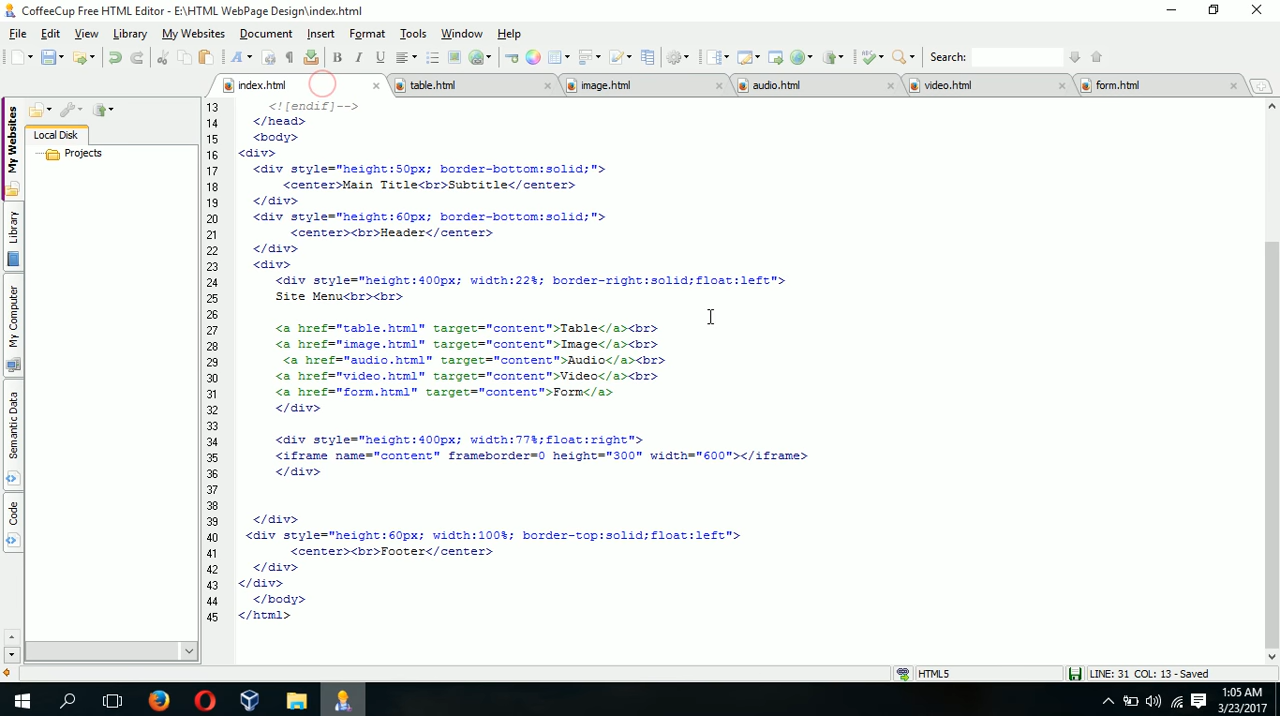 CoffeeCup Free HTML Editor - E:\HTML WebPage Design\index.html
File Edit View Library My Websites Document Insert Format Tools Window Help
Search:
index.html table.html image.html audio.html video.html form.html
My Websites
Library
My Computer
Semantic Data
Code
Local Disk
Projects
13 <![endif]-->
14 </head>
15 <body>
16 <div>
17 <div style="height:50px; border-bottom:solid;">
18 <center>Main Title<br>Subtitle</center>
19 </div>
20 <div style="height:60px; border-bottom:solid;">
21 <center><br>Header</center>
22 </div>
23 <div>
24 <div style="height:400px; width:22%; border-right:solid;float:left">
25 Site Menu<br><br>
26
27 <a href="table.html" target="content">Table</a><br>
28 <a href="image.html" target="content">Image</a><br>
29 <a href="audio.html" target="content">Audio</a><br>
30 <a href="video.html" target="content">Video</a><br>
31 <a href="form.html" target="content">Form</a>
32 </div>
33
34 <div style="height:400px; width:77%;float:right">
35 <iframe name="content" frameborder=0 height="300" width="600"></iframe>
36 </div>
37
38
39 </div>
40 <div style="height:60px; width:100%; border-top:solid;float:left">
41 <center><br>Footer</center>
42 </div>
43 </div>
44 </body>
45 </html>
HTML5
LINE: 31 COL: 13 - Saved
1:05 AM
3/23/2017